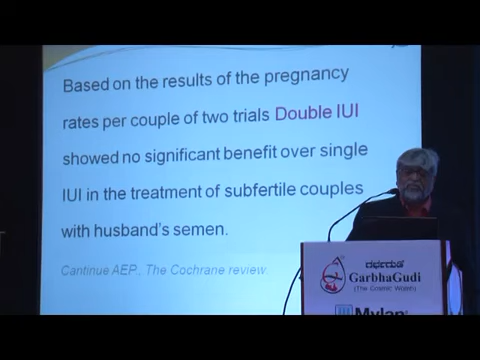 Based on the results of the pregnancy
rates per couple of two trials Double IUI
showed no significant benefit over single
IUI in the treatment of subfertile couples
with husband's semen.
Cantinue AEP., The Cochrane review.
ಗರ್ಭಗುಡಿ
GarbhaGudi
(The Cosmic Womb)
Mylan